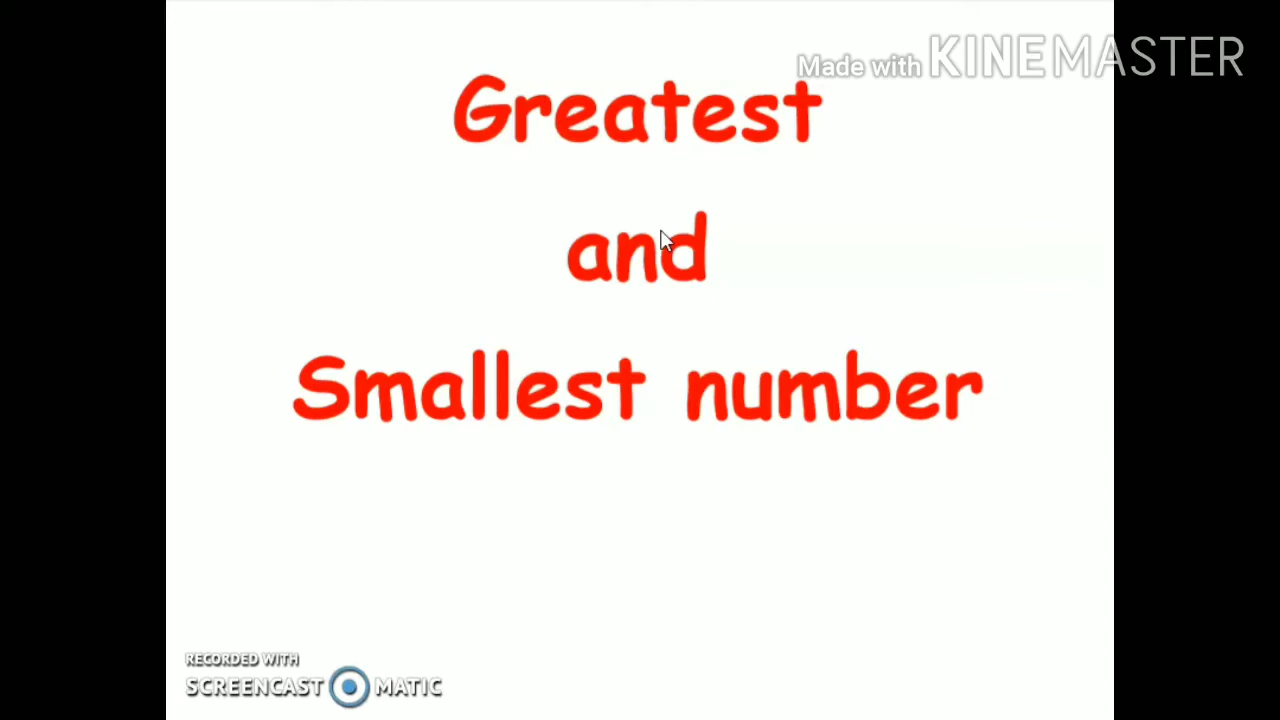 Made with KINEMASTER
Greatest
and
Smallest number
RECORDED WITH
SCREENCAST MATIC